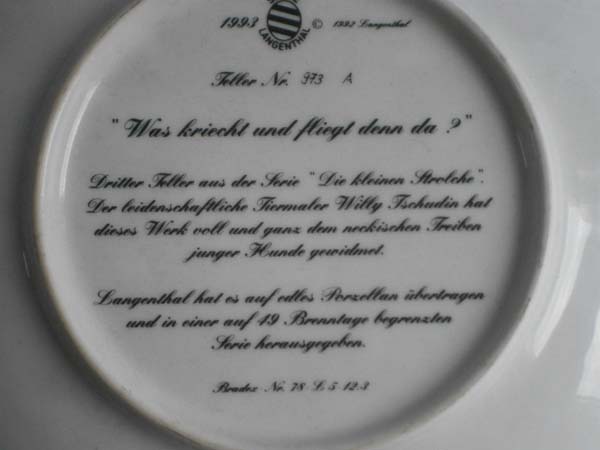 1993 LANGENTHAL © 1992 Langenthal
Teller Nr. 973 A
"Was kriecht und fliegt denn da?"
Dritter Teller aus der Serie "Die kleinen Strolche".
Der leidenschaftliche Tiermaler Willy Tschudin hat
dieses Werk voll und ganz dem neckischen Treiben
junger Hunde gewidmet.
Langenthal hat es auf edles Porzellan übertragen
und in einer auf 49 Brenntage begrenzten
Serie herausgegeben.
Bradex-Nr. 78-L5-12.3